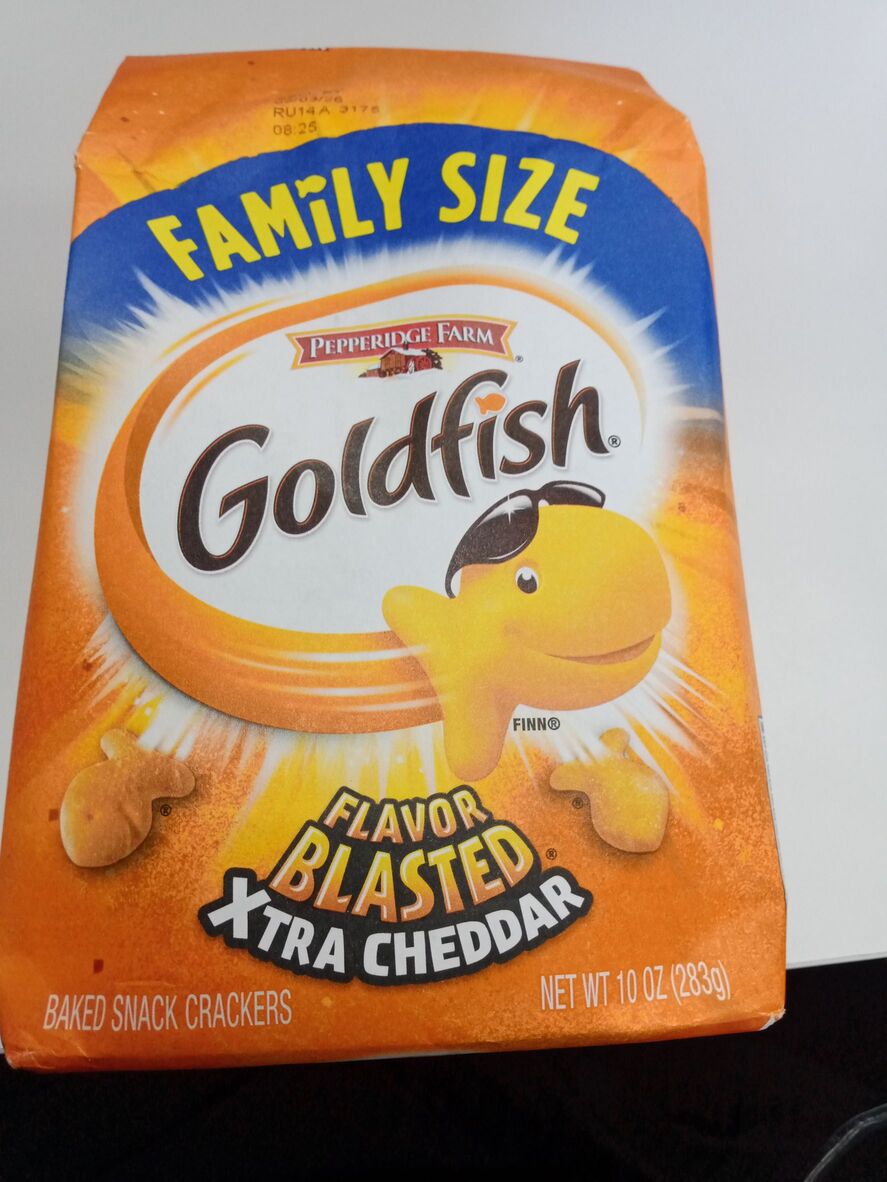 RU14A 3176
08:25
FAMiLY SIZE
PEPPERIDGE FARM
®
Goldfish®
FINN®
®
®
FLAVOR
BLASTED®
XTRA CHEDDAR
BAKED SNACK CRACKERS
NET WT 10 OZ (283g)